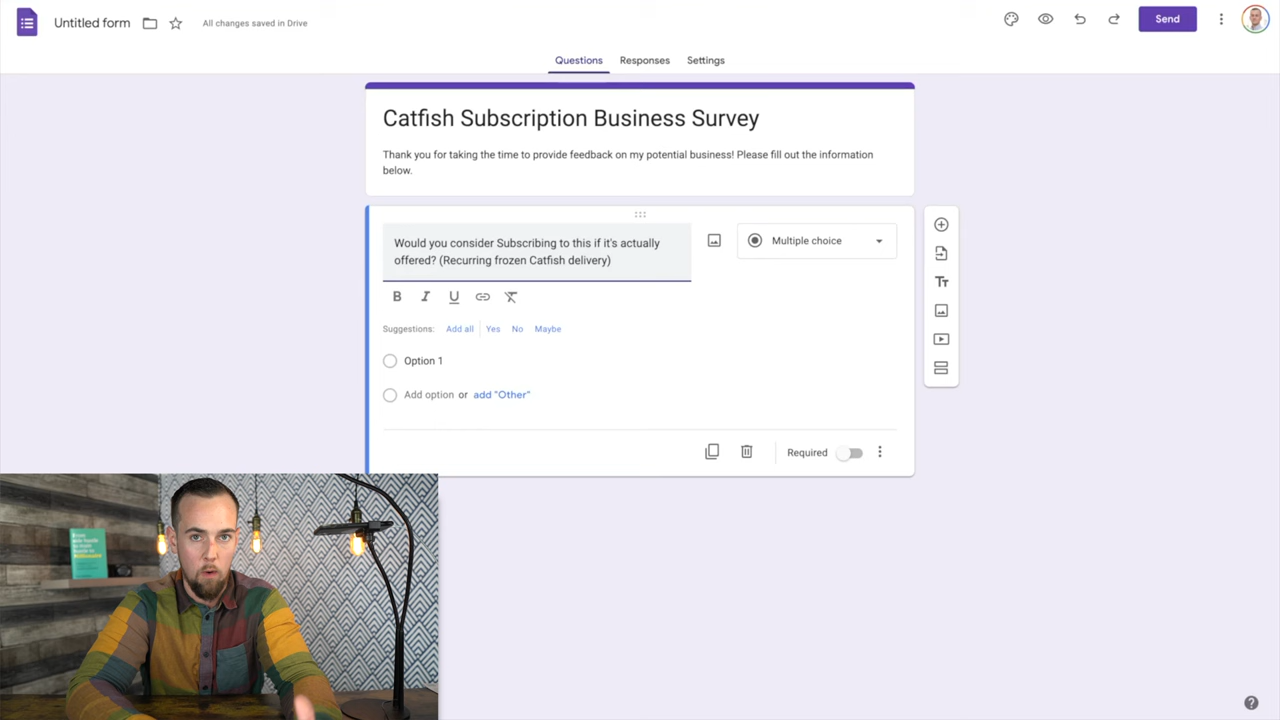 Untitled form
All changes saved in Drive
Send
Questions
Responses
Settings
Catfish Subscription Business Survey
Thank you for taking the time to provide feedback on my potential business! Please fill out the information
below.
Would you consider Subscribing to this if it's actually
offered? (Recurring frozen Catfish delivery)
Multiple choice
B I U
Suggestions: Add all Yes No Maybe
Option 1
Add option or add "Other"
Required